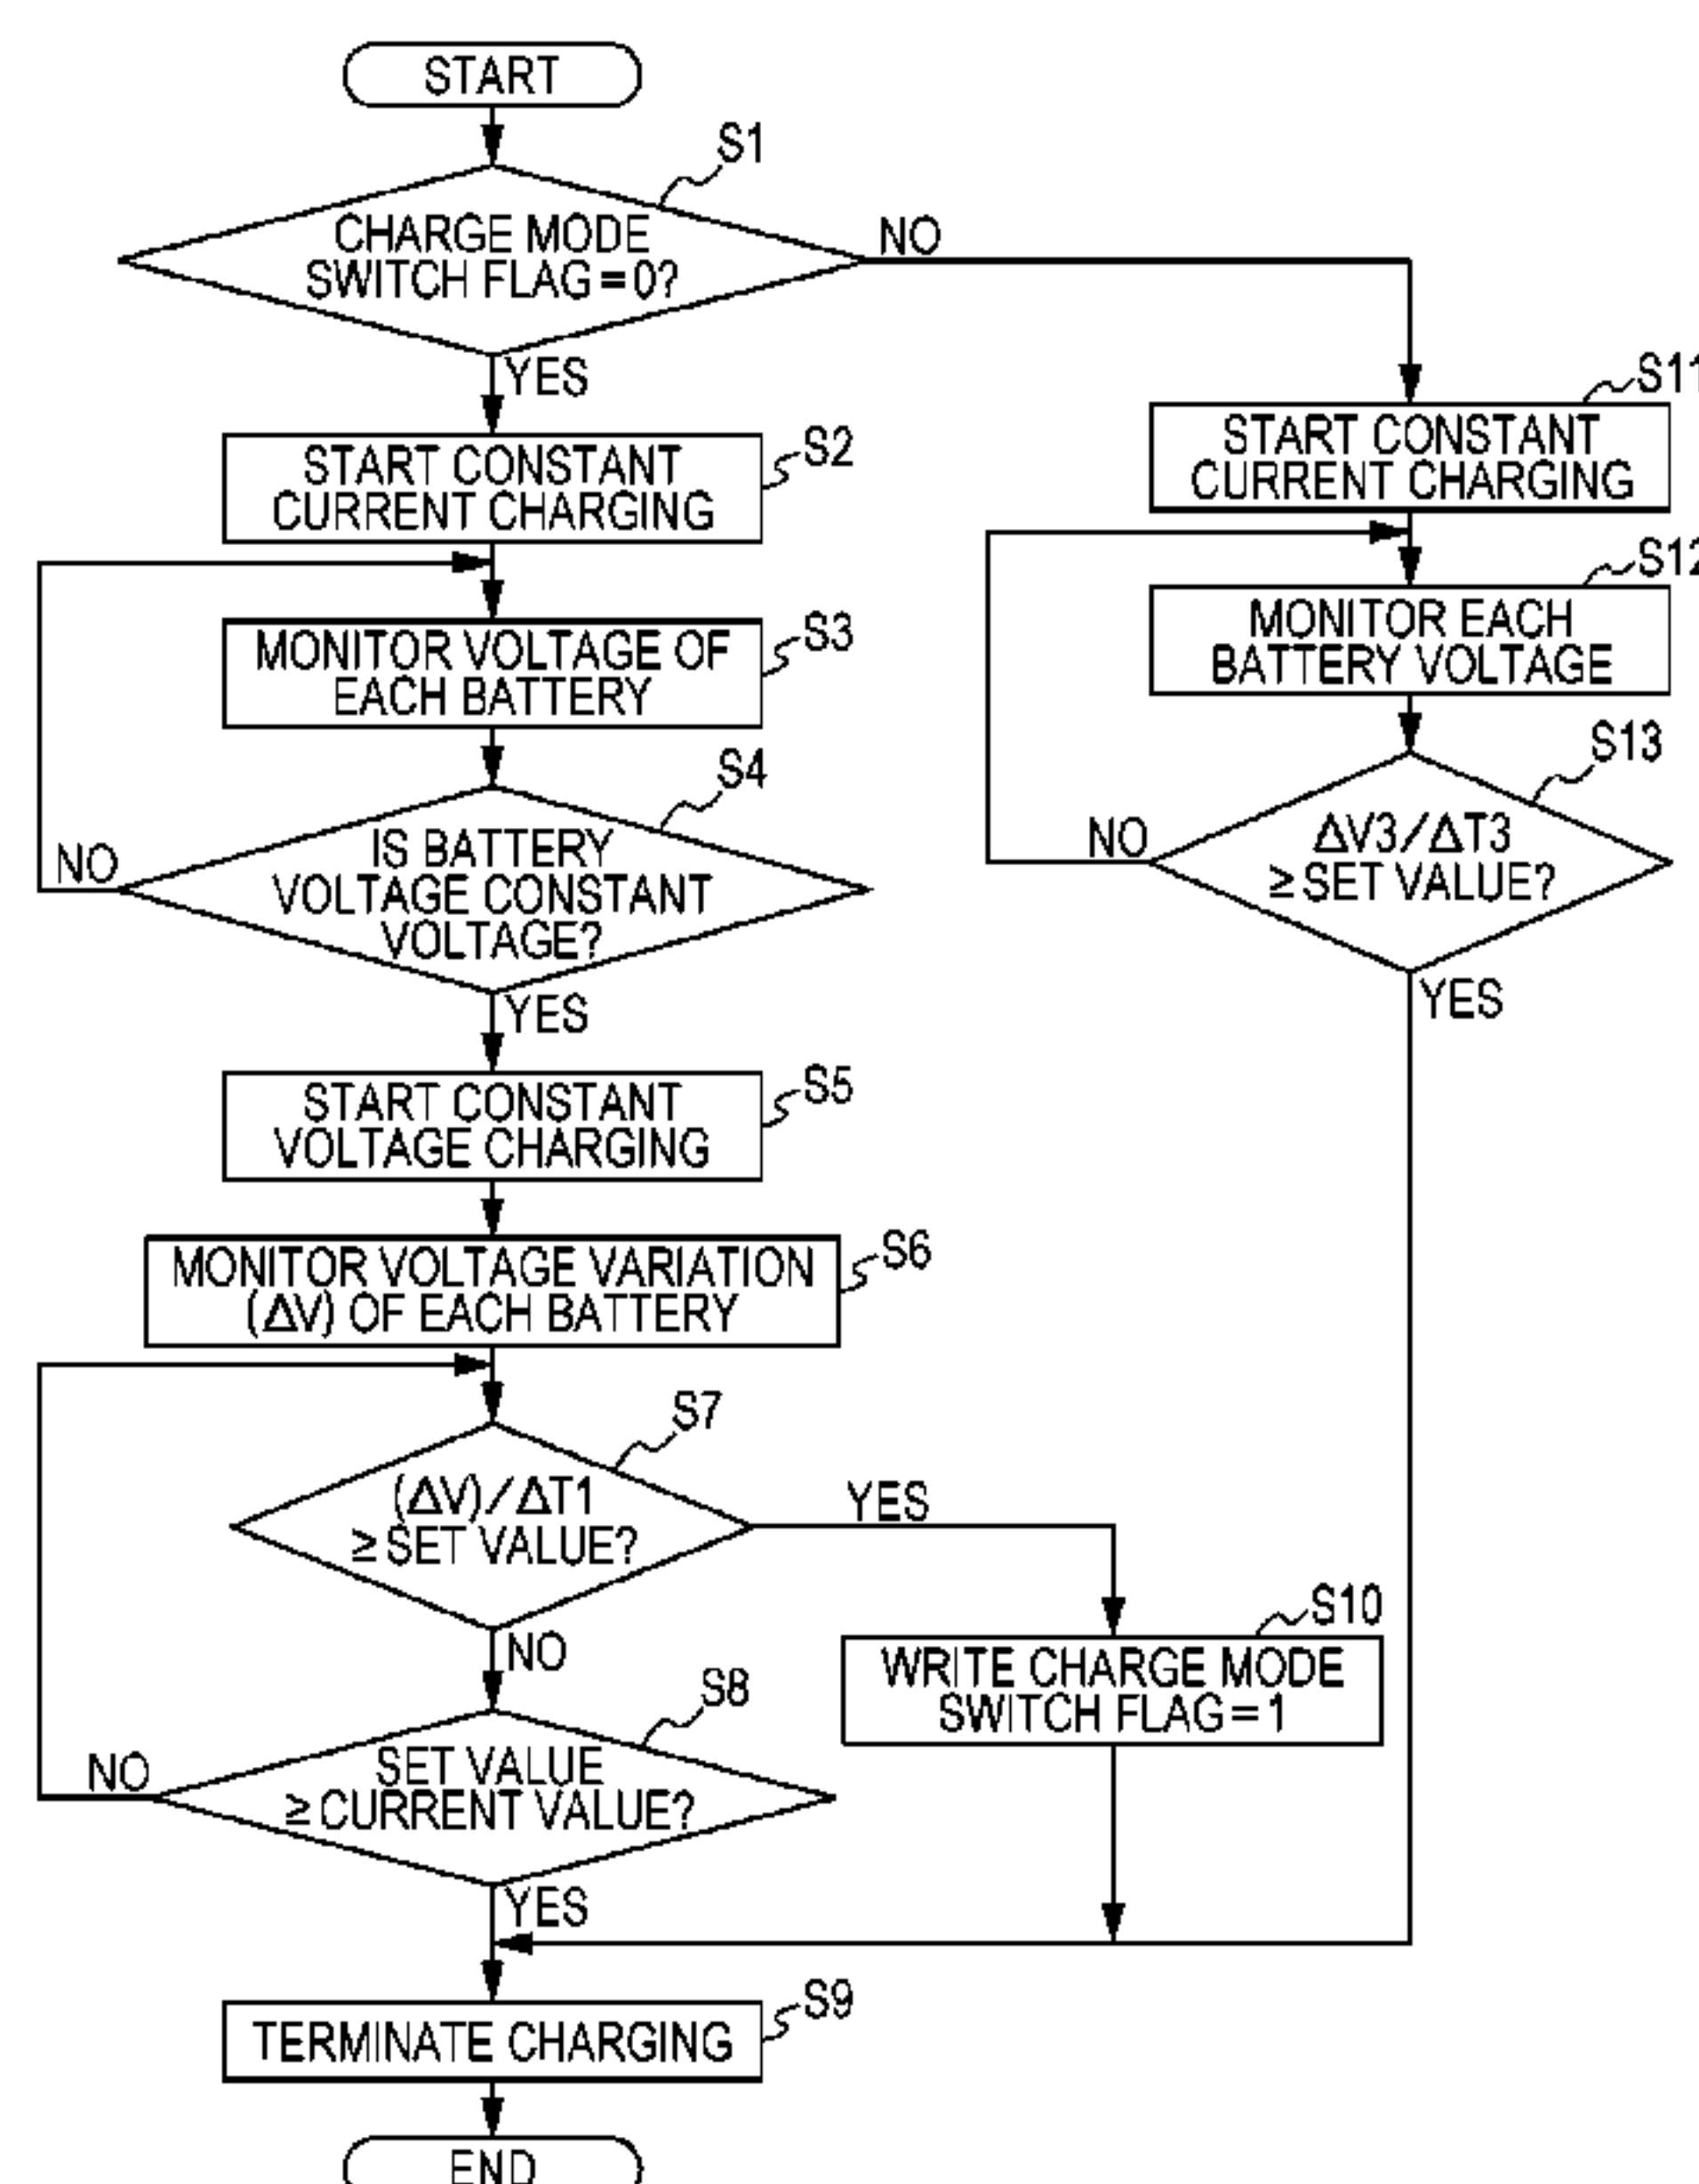 START
S1
CHARGE MODE
SWITCH FLAG=0?
NO
YES
S2
START CONSTANT
CURRENT CHARGING
S3
MONITOR VOLTAGE OF
EACH BATTERY
S4
IS BATTERY
VOLTAGE CONSTANT
VOLTAGE?
NO
YES
S5
START CONSTANT
VOLTAGE CHARGING
S6
MONITOR VOLTAGE VARIATION
(ΔV) OF EACH BATTERY
S7
(ΔV)/ΔT1
≥ SET VALUE?
YES
NO
S8
SET VALUE
≥ CURRENT VALUE?
NO
YES
S9
TERMINATE CHARGING
END
S10
WRITE CHARGE MODE
SWITCH FLAG=1
S11
START CONSTANT
CURRENT CHARGING
S12
MONITOR EACH
BATTERY VOLTAGE
S13
ΔV3/ΔT3
≥ SET VALUE?
NO
YES